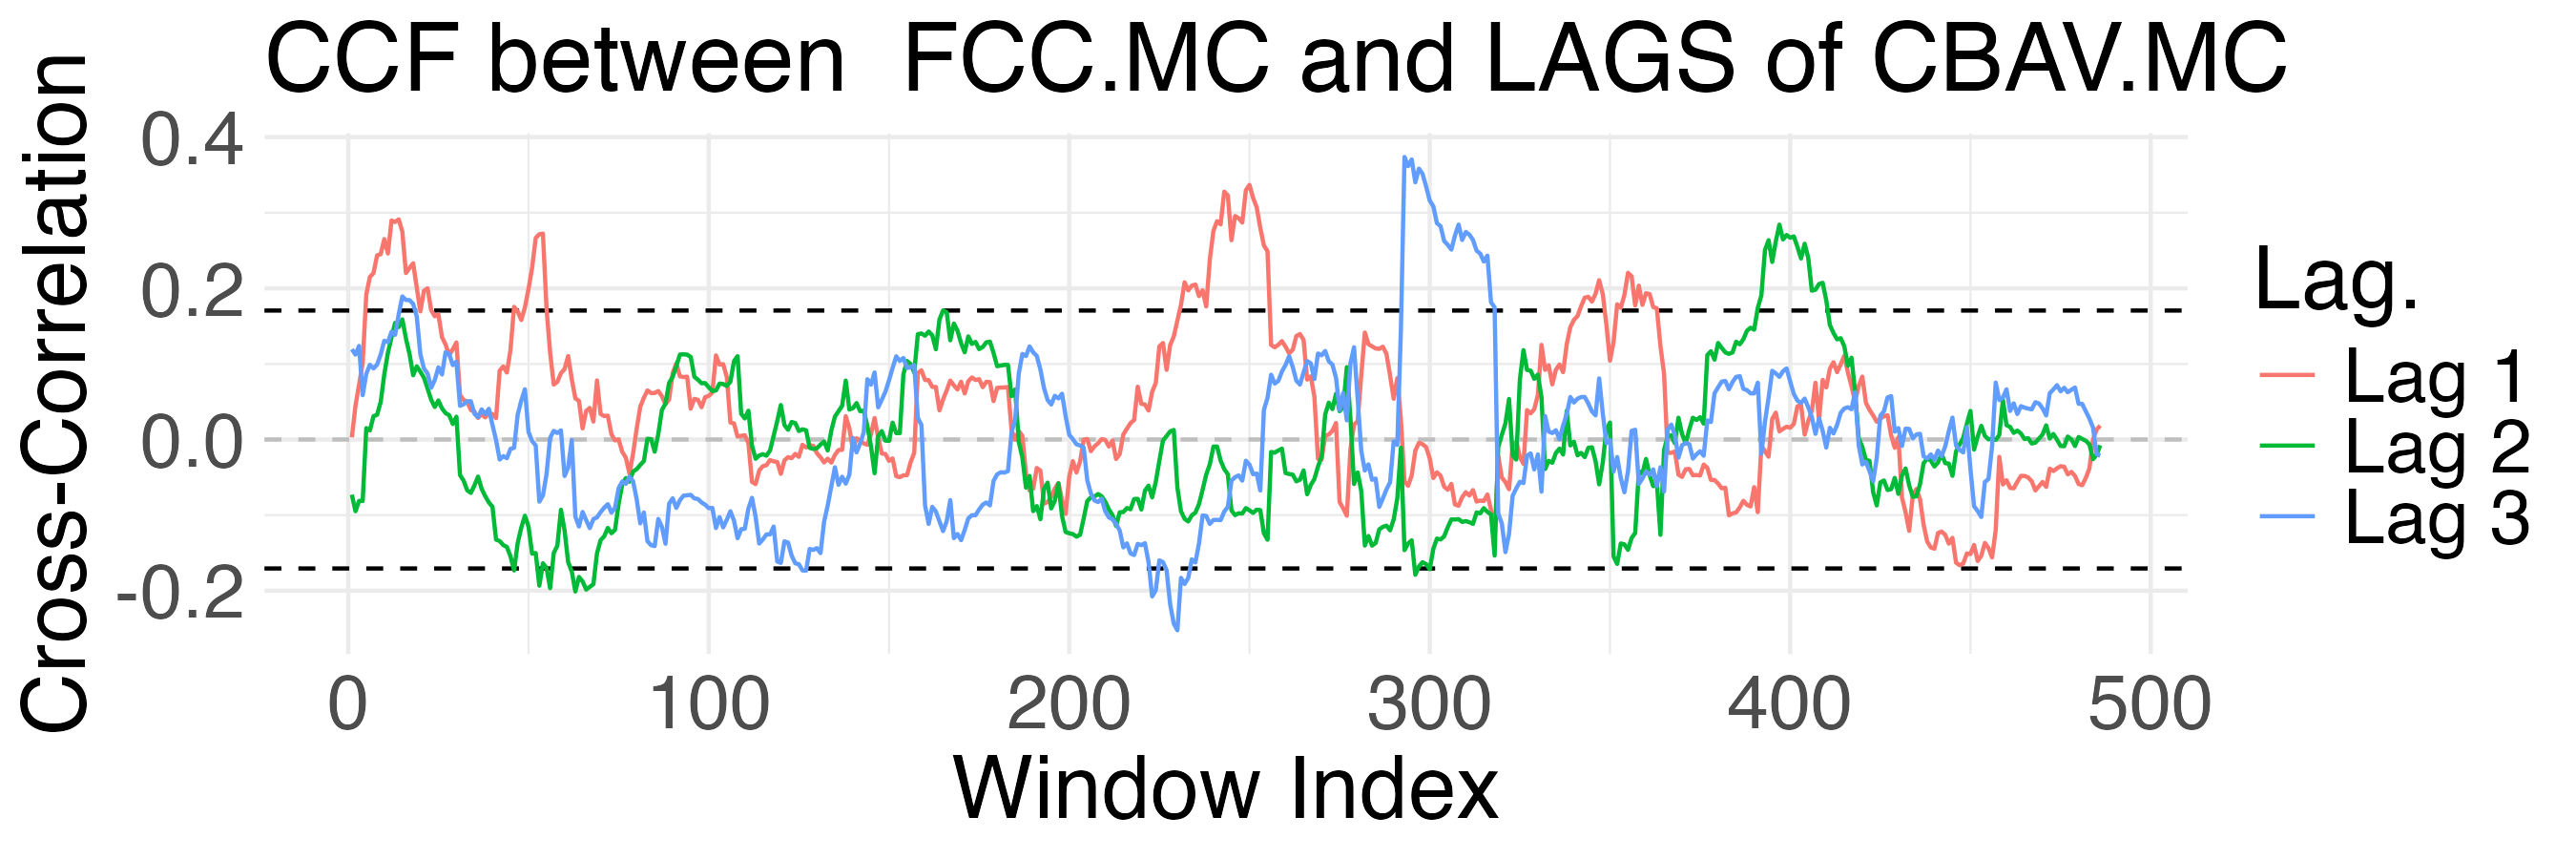 CCF between  FCC.MC and LAGS of CBAV.MC
Cross-Correlation
0.4
0.2
0.0
-0.2
0 100 200 300 400 500
Window Index
Lag.
Lag 1
Lag 2
Lag 3